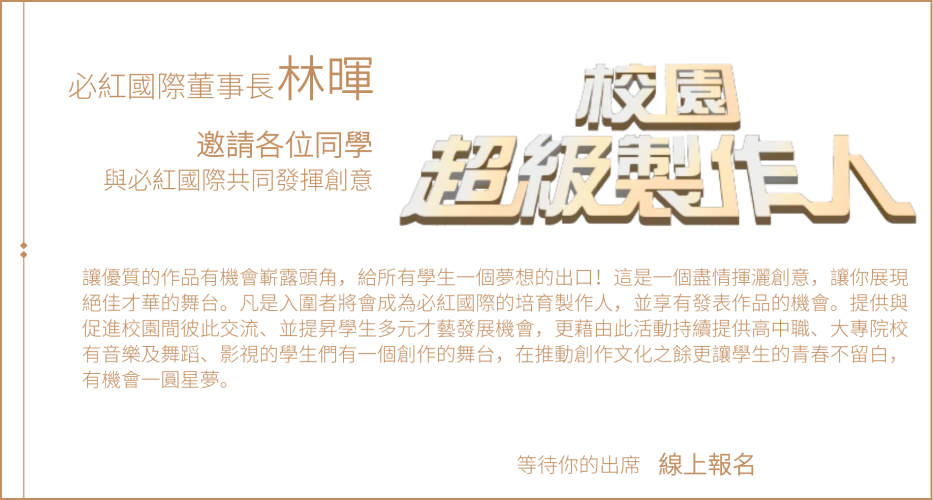 必紅國際董事長林暉
邀請各位同學
與必紅國際共同發揮創意
校園
超級製作人
讓優質的作品有機會嶄露頭角，給所有學生一個夢想的出口！這是一個盡情揮灑創意，讓你展現
絕佳才華的舞台。凡是入圍者將會成為必紅國際的培育製作人，並享有發表作品的機會。提供與
促進校園間彼此交流、並提昇學生多元才藝發展機會，更藉由此活動持續提供高中職、大專院校
有音樂及舞蹈、影視的學生們有一個創作的舞台，在推動創作文化之餘更讓學生的青春不留白，
有機會一圓星夢。
等待你的出席 線上報名